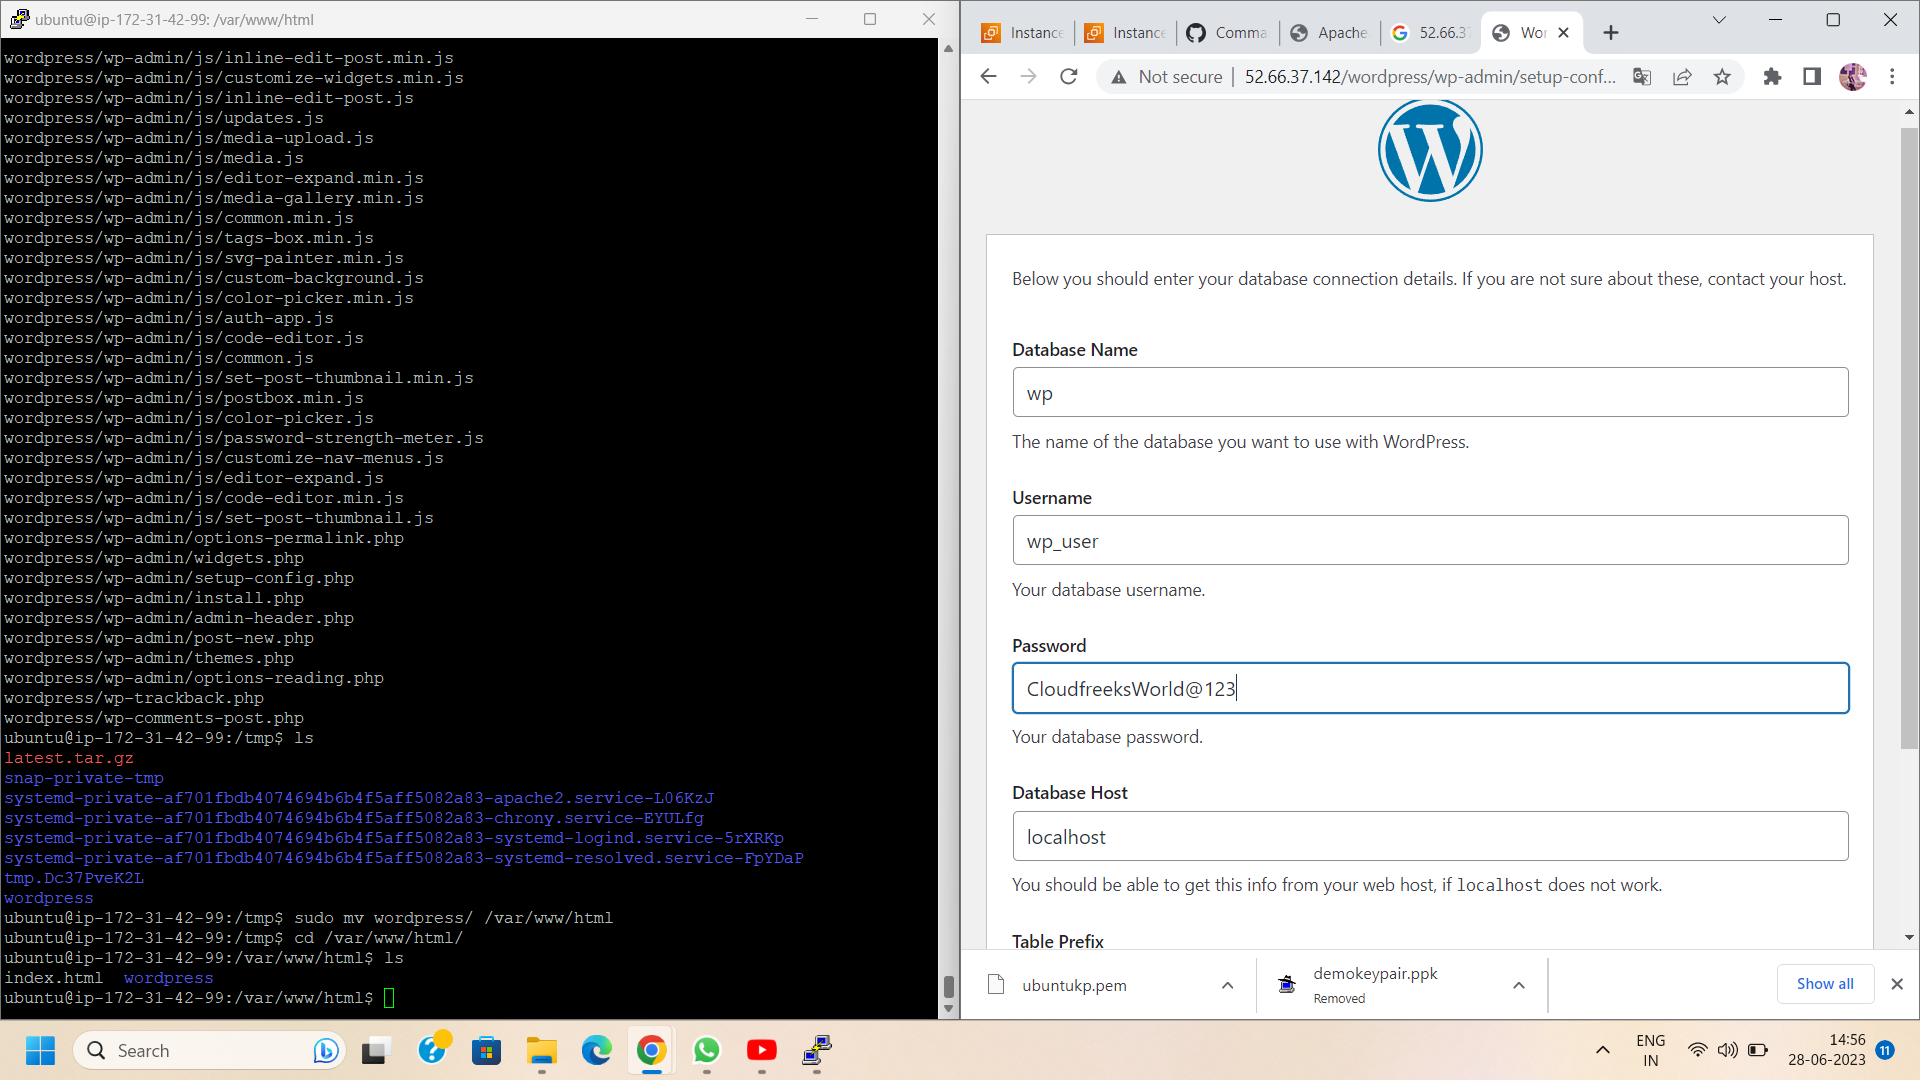 ubuntu@ip-172-31-42-99: /var/www/html
wordpress/wp-admin/js/inline-edit-post.min.js
wordpress/wp-admin/js/customize-widgets.min.js
wordpress/wp-admin/js/inline-edit-post.js
wordpress/wp-admin/js/updates.js
wordpress/wp-admin/js/media-upload.js
wordpress/wp-admin/js/media.js
wordpress/wp-admin/js/editor-expand.min.js
wordpress/wp-admin/js/media-gallery.min.js
wordpress/wp-admin/js/common.min.js
wordpress/wp-admin/js/tags-box.min.js
wordpress/wp-admin/js/svg-painter.min.js
wordpress/wp-admin/js/custom-background.js
wordpress/wp-admin/js/color-picker.min.js
wordpress/wp-admin/js/auth-app.js
wordpress/wp-admin/js/code-editor.js
wordpress/wp-admin/js/common.js
wordpress/wp-admin/js/set-post-thumbnail.min.js
wordpress/wp-admin/js/postbox.min.js
wordpress/wp-admin/js/color-picker.js
wordpress/wp-admin/js/password-strength-meter.js
wordpress/wp-admin/js/customize-nav-menus.js
wordpress/wp-admin/js/editor-expand.js
wordpress/wp-admin/js/code-editor.min.js
wordpress/wp-admin/js/set-post-thumbnail.js
wordpress/wp-admin/options-permalink.php
wordpress/wp-admin/widgets.php
wordpress/wp-admin/setup-config.php
wordpress/wp-admin/install.php
wordpress/wp-admin/admin-header.php
wordpress/wp-admin/post-new.php
wordpress/wp-admin/themes.php
wordpress/wp-admin/options-reading.php
wordpress/wp-trackback.php
wordpress/wp-comments-post.php
ubuntu@ip-172-31-42-99:/tmp$ ls
latest.tar.gz
snap-private-tmp
systemd-private-af701fbdb4074694b6b4f5aff5082a83-apache2.service-L06KzJ
systemd-private-af701fbdb4074694b6b4f5aff5082a83-chrony.service-EYULfg
systemd-private-af701fbdb4074694b6b4f5aff5082a83-systemd-logind.service-5rXRKp
systemd-private-af701fbdb4074694b6b4f5aff5082a83-systemd-resolved.service-FpYDaP
tmp.Dc37PveK2L
wordpress
ubuntu@ip-172-31-42-99:/tmp$ sudo mv wordpress/ /var/www/html
ubuntu@ip-172-31-42-99:/tmp$ cd /var/www/html/
ubuntu@ip-172-31-42-99:/var/www/html$ ls
index.html wordpress
ubuntu@ip-172-31-42-99:/var/www/html$
Instance Instance Comma Apache 52.66.37 Wor
Not secure 52.66.37.142/wordpress/wp-admin/setup-conf...
Below you should enter your database connection details. If you are not sure about these, contact your host.
Database Name
wp
The name of the database you want to use with WordPress.
Username
wp_user
Your database username.
Password
CloudfreeksWorld@123
Your database password.
Database Host
localhost
You should be able to get this info from your web host, if localhost does not work.
Table Prefix
ubuntukp.pem
demokeypair.ppk
Removed
Show all
Search
ENG
IN
14:56
28-06-2023
11